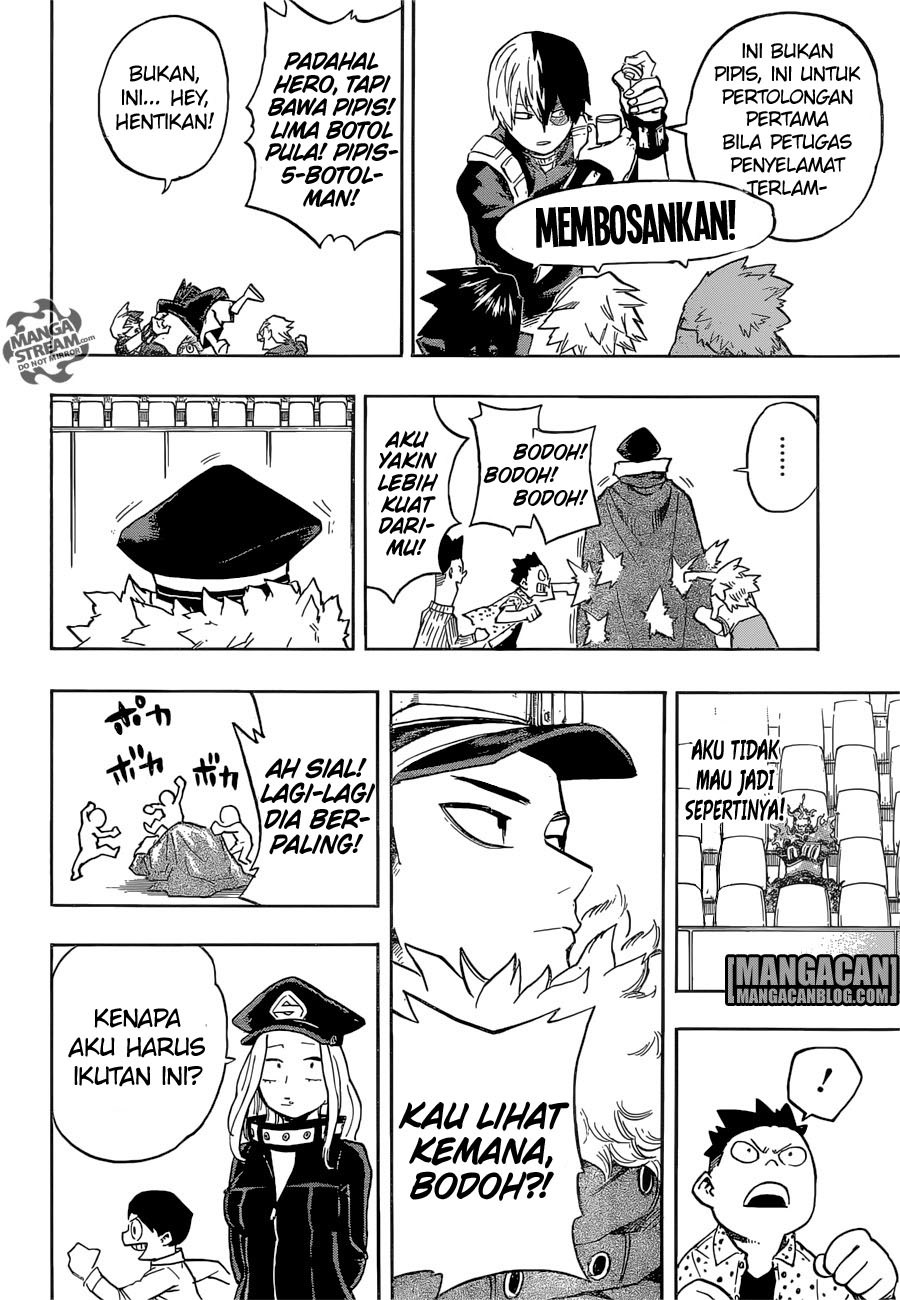 INI BUKAN
PIPIS, INI UNTUK
PERTOLONGAN
PERTAMA
BILA PETUGAS
PENYELAMAT
TERLAM-
MEMBOSANKAN!
PADAHAL
HERO, TAPI
BAWA PIPIS!
LIMA BOTOL
PULA! PIPIS-
5-BOTOL-
MAN!
BUKAN,
INI... HEY,
HENTIKAN!
MANGA
STREAM.COM
DO NOT MIRROR
........
BODOH!
BODOH!
BODOH!
AKU
YAKIN
LEBIH
KUAT
DARI-
MU!
AKU TIDAK
MAU JADI
SEPERTINYA!
[MANGACAN]
MANGACANBLOG.COM
!
KAU LIHAT
KEMANA,
BODOH?!
AH SIAL!
LAGI-LAGI
DIA BER-
PALING!
ポカ
ポカ
ポカ
KENAPA
AKU HARUS
IKUTAN INI?